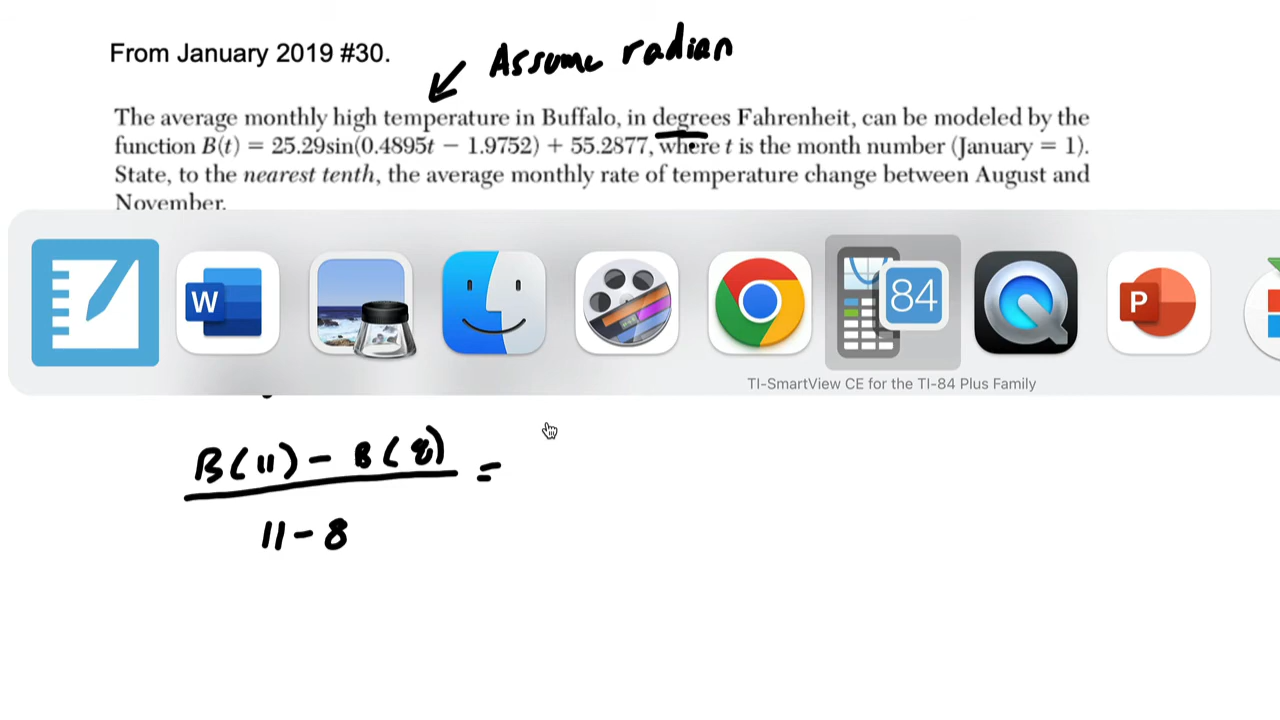 From January 2019 #30.
Assume radian
The average monthly high temperature in Buffalo, in degrees Fahrenheit, can be modeled by the
function B(t) = 25.29sin(0.4895t − 1.9752) + 55.2877, where t is the month number (January = 1).
State, to the nearest tenth, the average monthly rate of temperature change between August and
November.
W
84
P
TI-SmartView CE for the TI-84 Plus Family
B(11) - B(8) =
11-8